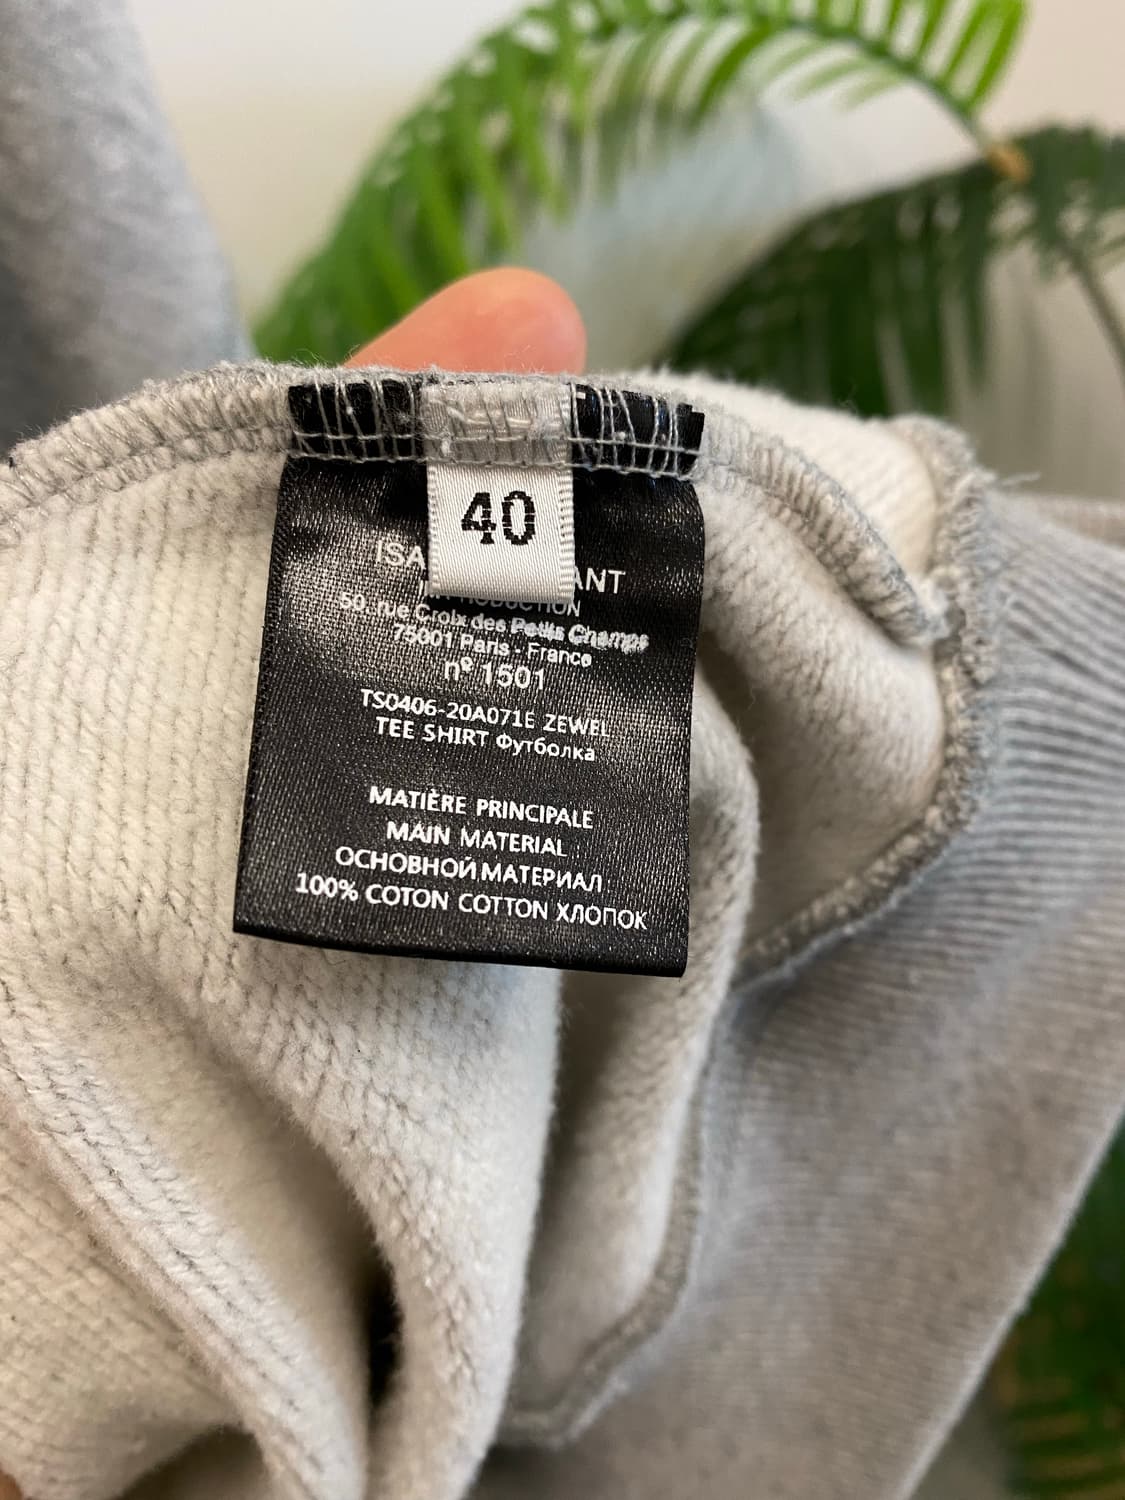 40
ISA ANT
50, rue Croix des Petits Champs
75001 Paris - France
nº 1501
TS0406-20A071E ZEWEL
TEE SHIRT Футболка
MATIÈRE PRINCIPALE
MAIN MATERIAL
ОСНОВНОЙ МАТЕРИАЛ
100% COTON COTTON ХЛОПОК